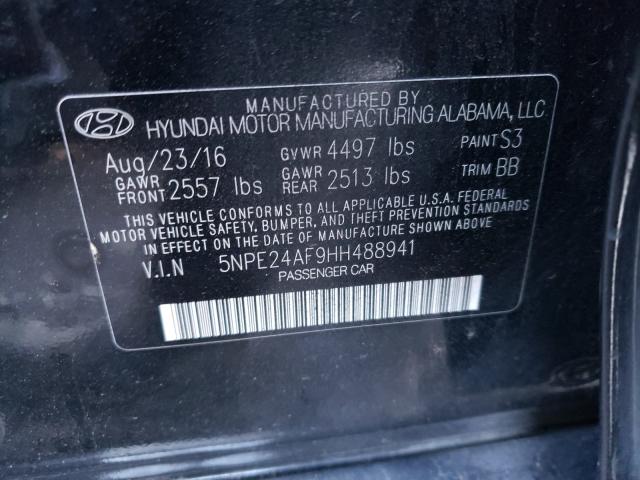 MANUFACTURED BY
HYUNDAI MOTOR MANUFACTURING ALABAMA, LLC
Aug/23/16 GVWR 4497 lbs PAINT S3
GAWR FRONT 2557 lbs GAWR REAR 2513 lbs TRIM BB
THIS VEHICLE CONFORMS TO ALL APPLICABLE U.S.A. FEDERAL
MOTOR VEHICLE SAFETY, BUMPER, AND THEFT PREVENTION STANDARDS
IN EFFECT ON THE DATE OF MANUFACTURE SHOWN ABOVE.
V.I.N 5NPE24AF9HH488941
PASSENGER CAR